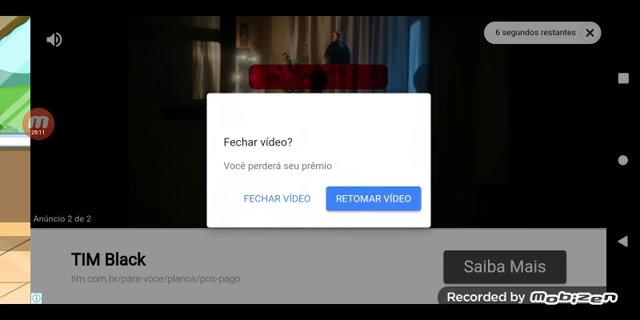 6 segundos restantes
29:11
Fechar vídeo?
Você perderá seu prêmio
FECHAR VÍDEO
RETOMAR VÍDEO
Anúncio 2 de 2
TIM Black
tim.com.br/para-voce/planos/pos-pago
Saiba Mais
Recorded by Mobizen